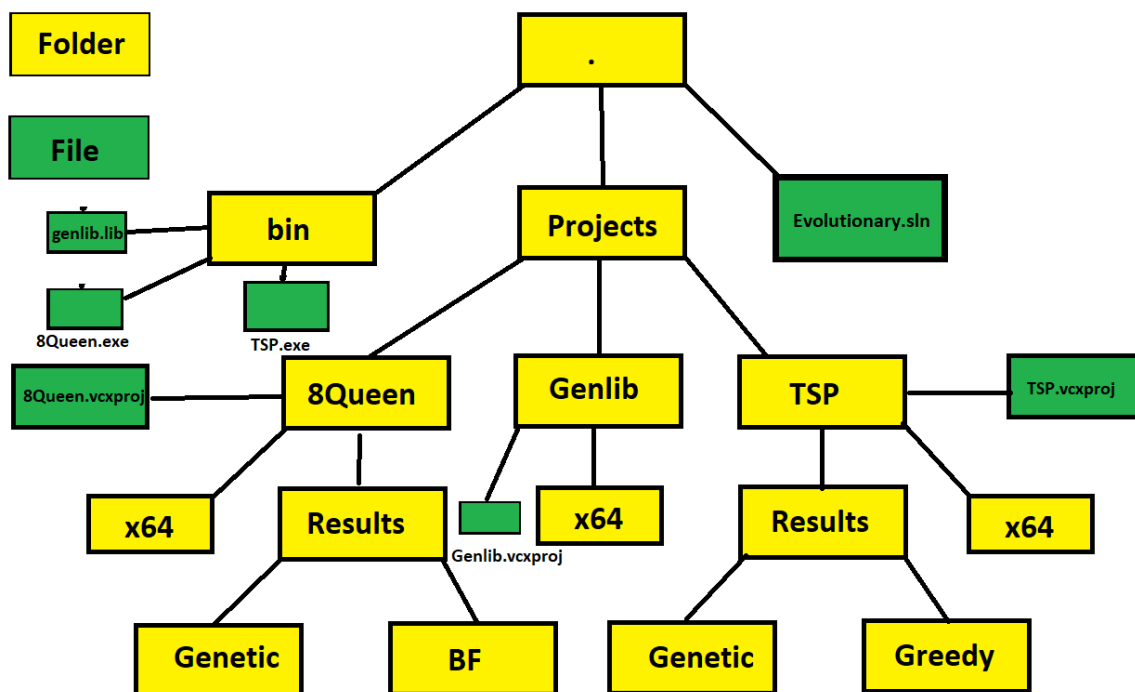 Folder
.
File
genlib.lib
bin
Projects
Evolutionary.sln
8Queen.exe
TSP.exe
8Queen.vcxproj
8Queen
Genlib
TSP
TSP.vcxproj
x64
Results
Genlib.vcxproj
x64
Results
x64
Genetic
BF
Genetic
Greedy